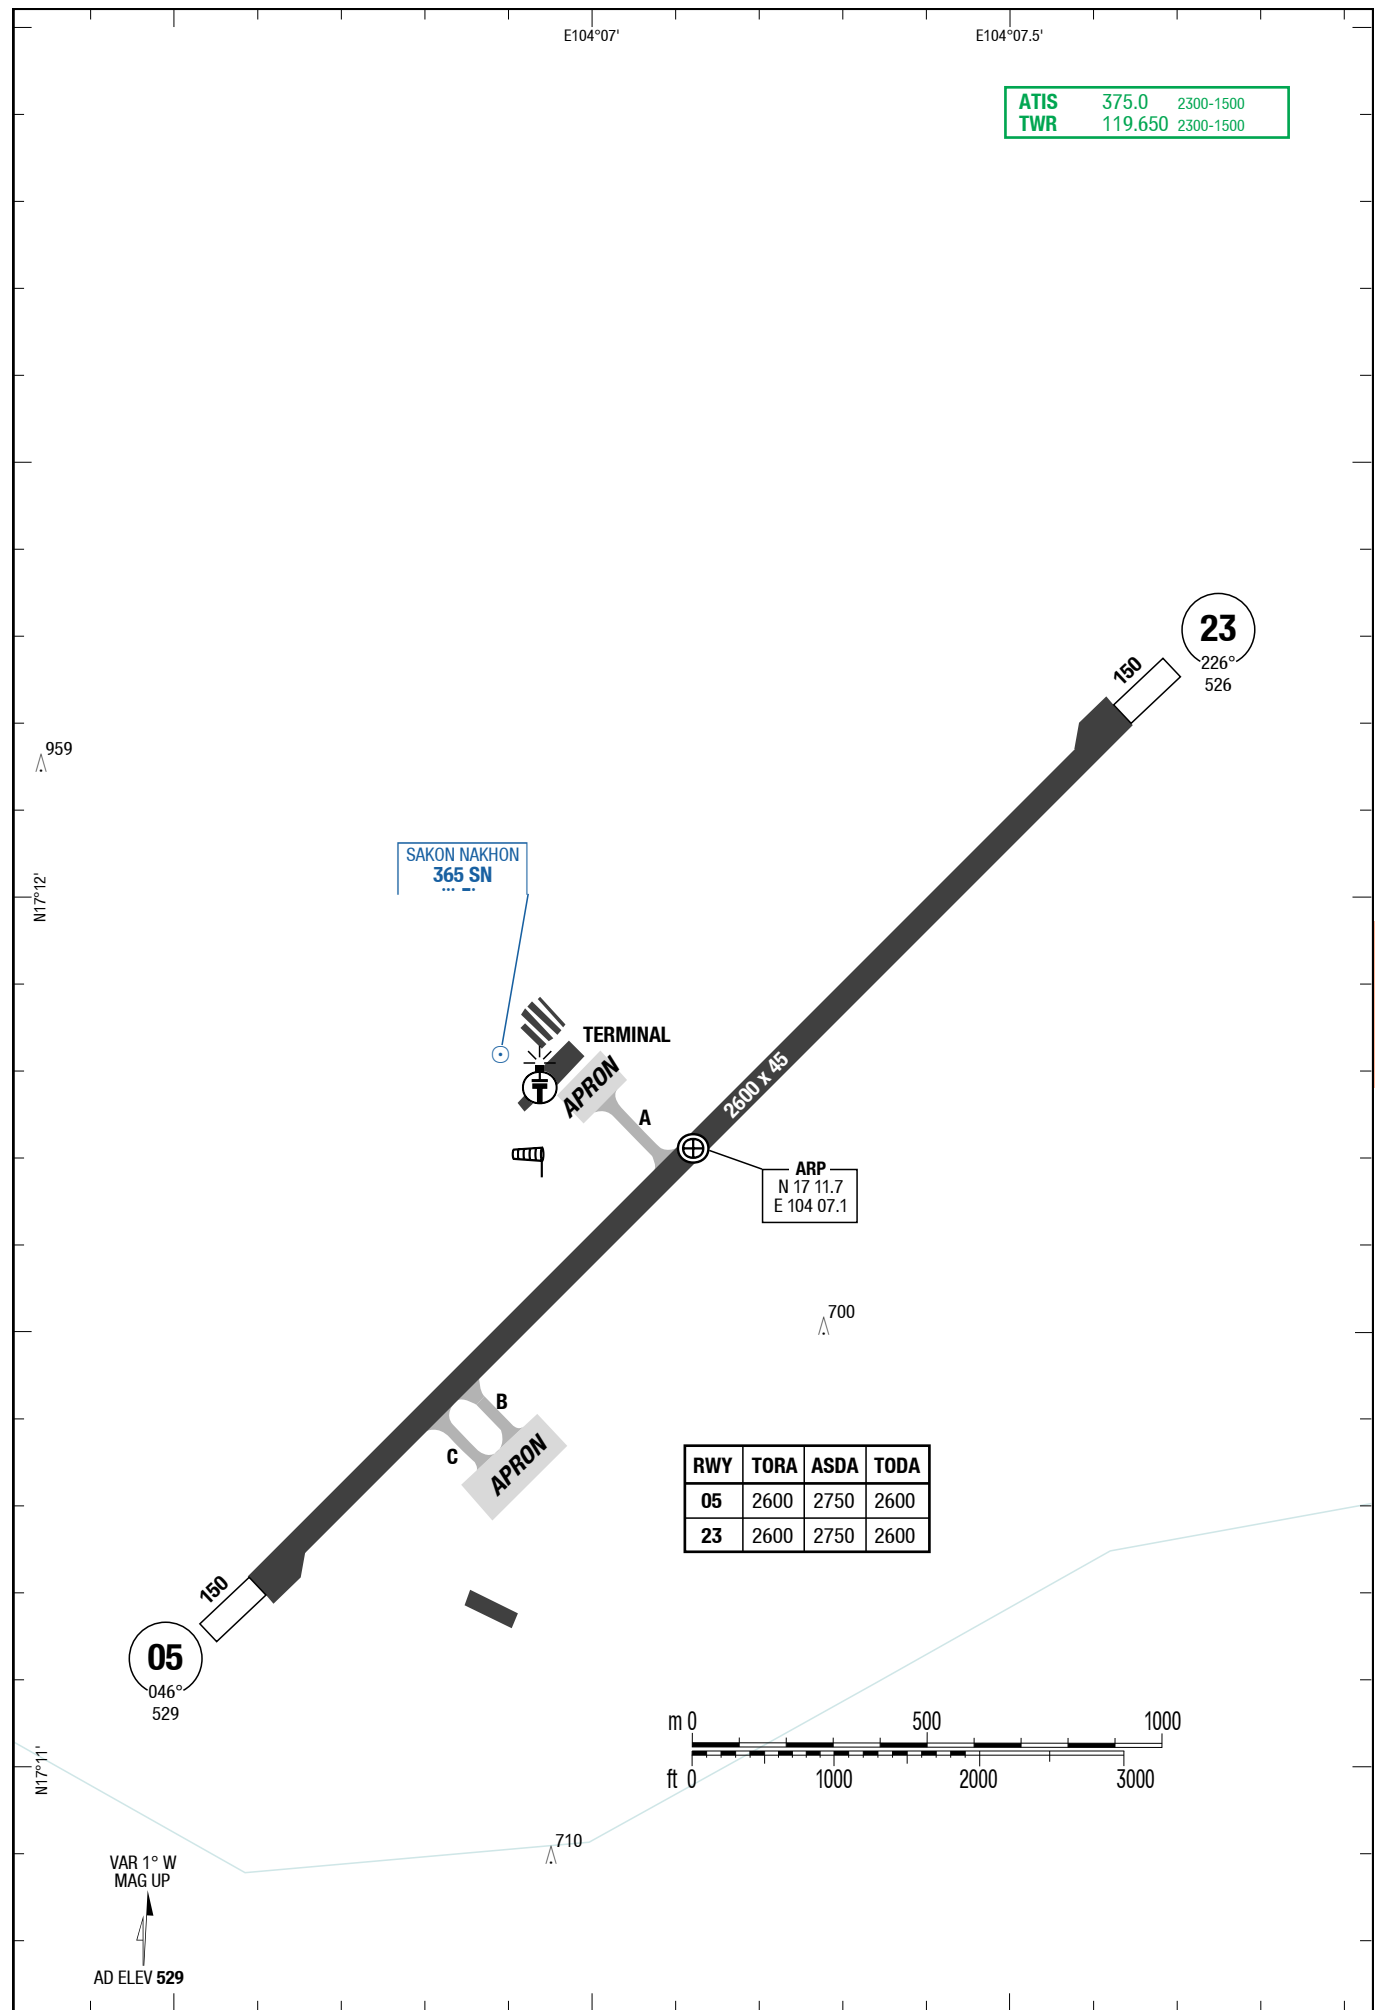 E104°07'
E104°07.5'
ATIS 375.0 2300-1500
TWR 119.650 2300-1500
23
226°
526
150
959
SAKON NAKHON
365 SN
N17°12'
TERMINAL
APRON
A
2600 x 45
ARP
N 17 11.7
E 104 07.1
700
B
C
APRON
RWY TORA ASDA TODA
05 2600 2750 2600
23 2600 2750 2600
150
05
046°
529
m 0 500 1000
ft 0 1000 2000 3000
N17°11'
710
VAR 1° W
MAG UP
AD ELEV 529